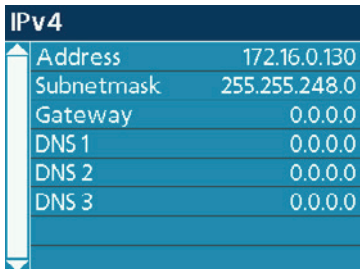 IPv4
Address 172.16.0.130
Subnetmask 255.255.248.0
Gateway 0.0.0.0
DNS 1 0.0.0.0
DNS 2 0.0.0.0
DNS 3 0.0.0.0